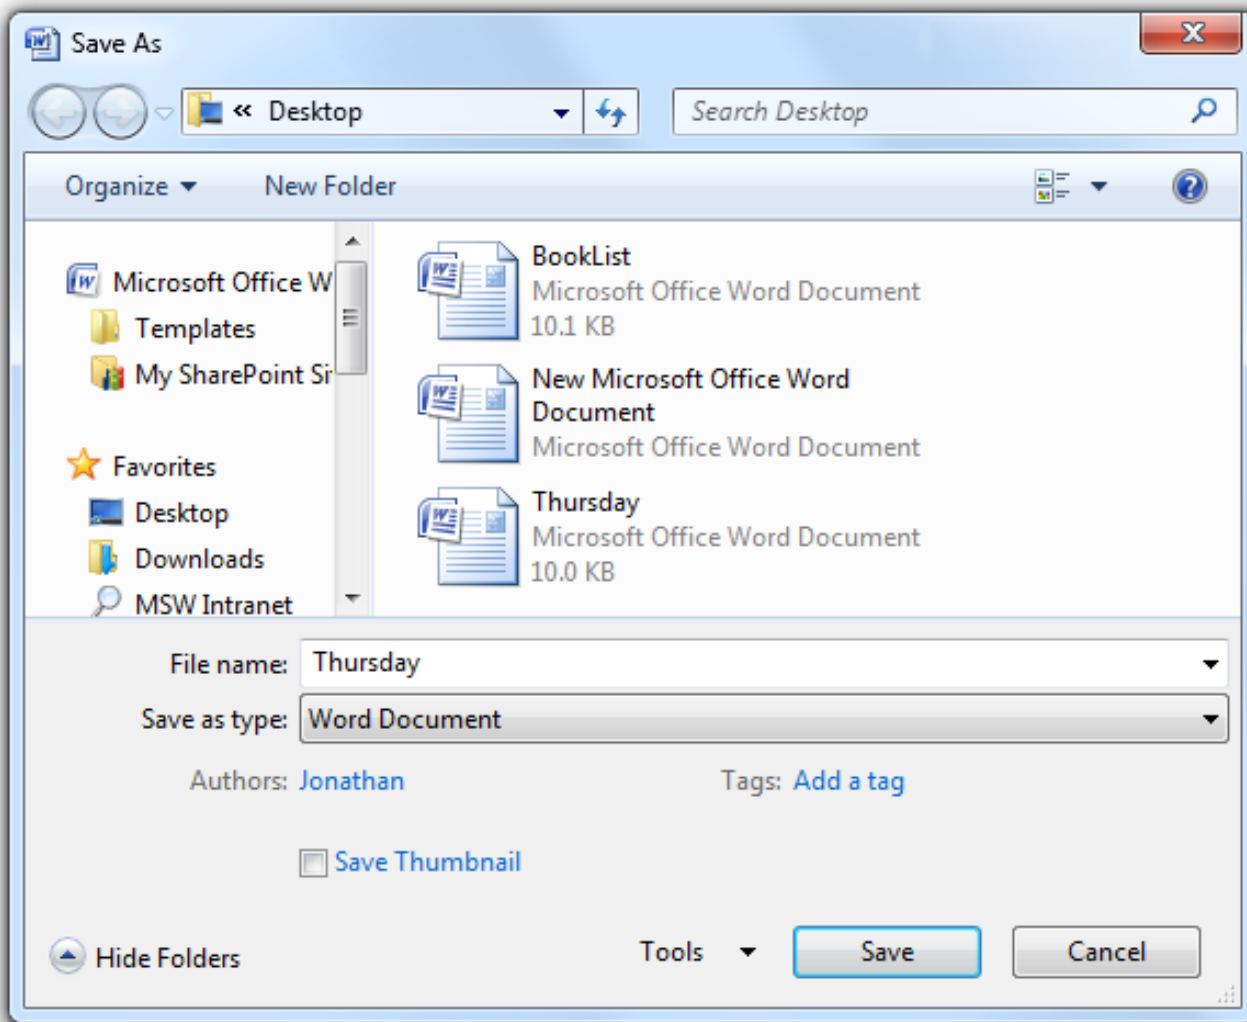 Save As
« Desktop
Search Desktop
Organize
New Folder
Microsoft Office W
Templates
My SharePoint Si
Favorites
Desktop
Downloads
MSW Intranet
BookList
Microsoft Office Word Document
10.1 KB
New Microsoft Office Word
Document
Microsoft Office Word Document
Thursday
Microsoft Office Word Document
10.0 KB
File name: Thursday
Save as type: Word Document
Authors: Jonathan
Tags: Add a tag
Save Thumbnail
Hide Folders
Tools
Save
Cancel